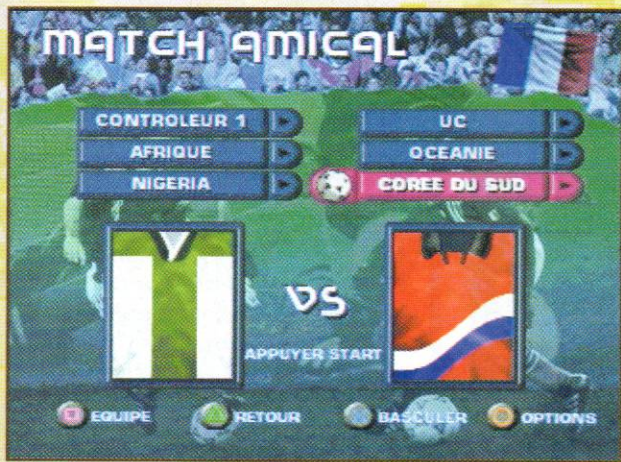 MATCH AMICAL
CONTROLEUR 1
UC
AFRIQUE
OCEANIE
NIGERIA
COREE DU SUD
VS
APPUYER START
EQUIPE
RETOUR
BASCULER
OPTIONS